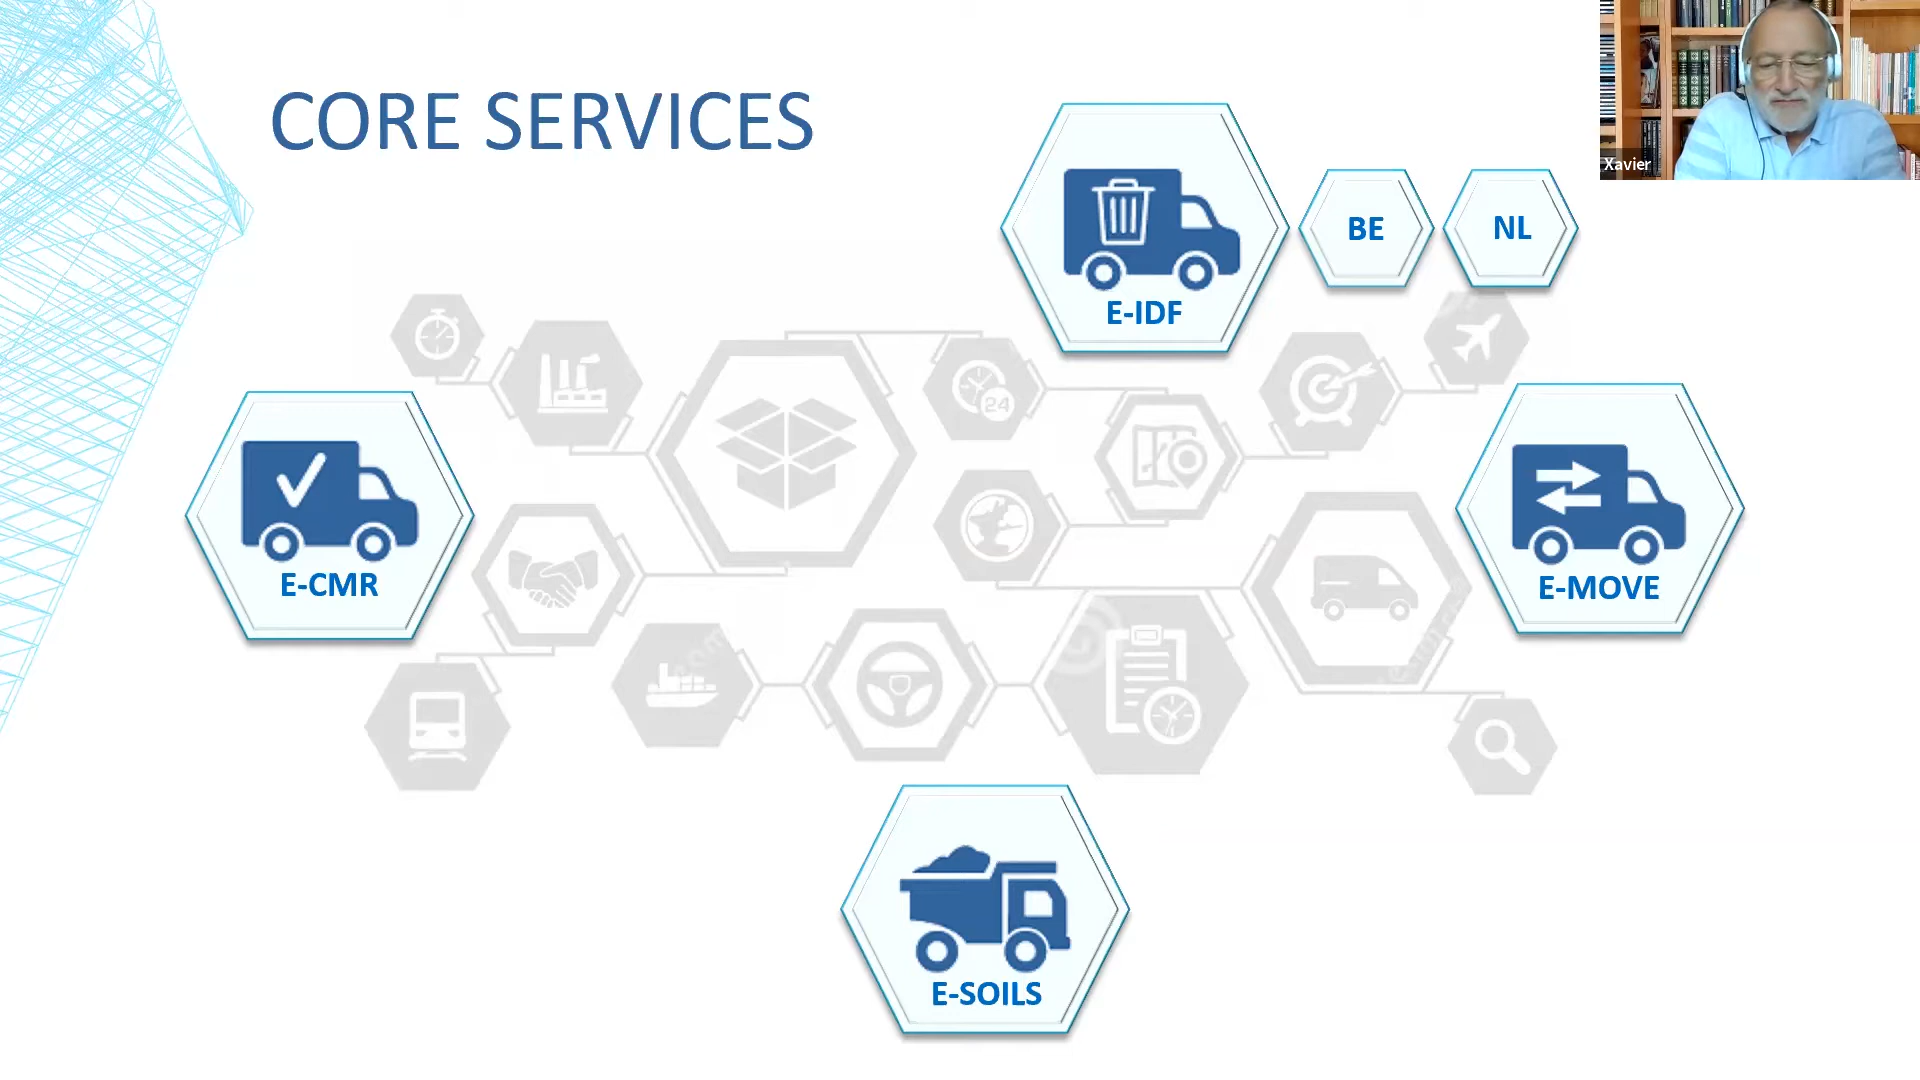 CORE SERVICES
Xavier
E-IDF
BE
NL
24
E-CMR
E-MOVE
E-SOILS